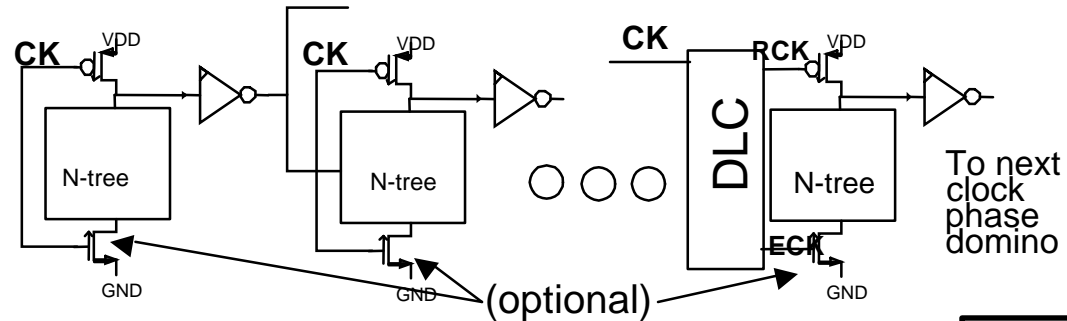 CK
VDD
N-tree
GND
CK
VDD
N-tree
GND
(optional)
CK
DLC
RCK
VDD
N-tree
ECK
GND
To next
clock
phase
domino